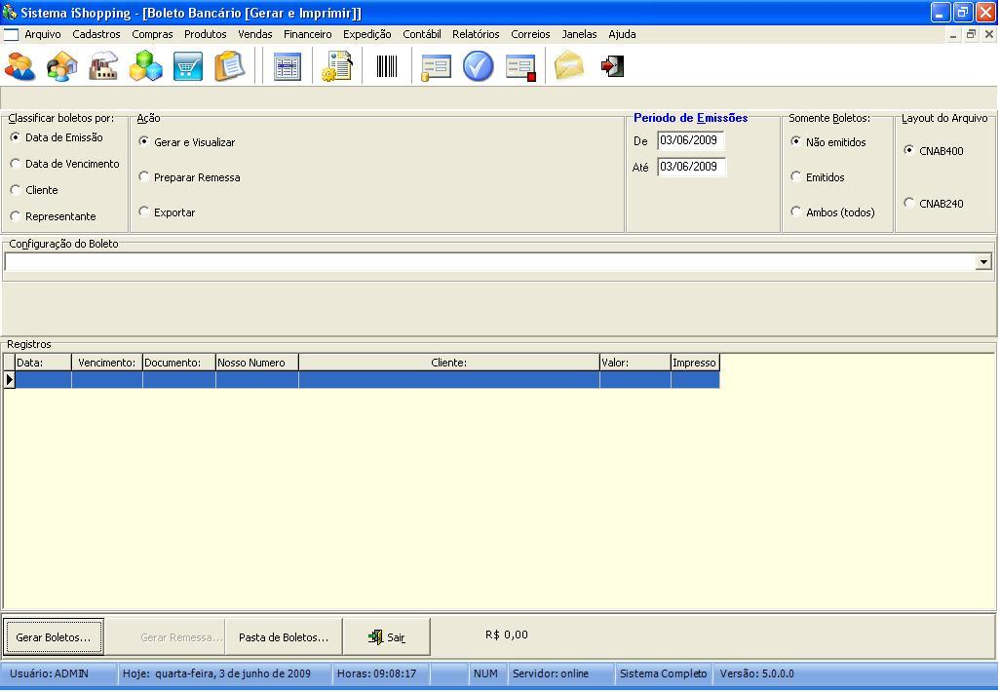 Sistema iShopping - [Boleto Bancário [Gerar e Imprimir]]
Arquivo Cadastros Compras Produtos Vendas Financeiro Expedição Contábil Relatórios Correios Janelas Ajuda
Classificar boletos por:
Data de Emissão
Data de Vencimento
Cliente
Representante
Ação
Gerar e Visualizar
Preparar Remessa
Exportar
Periodo de Emissões
De 03/06/2009
Até 03/06/2009
Somente Boletos:
Não emitidos
Emitidos
Ambos (todos)
Layout do Arquivo
CNAB400
CNAB240
Configuração do Boleto
Registros
Data: Vencimento: Documento: Nosso Numero Cliente: Valor: Impresso
Gerar Boletos... Gerar Remessa... Pasta de Boletos... Sair R$ 0,00
Usuário: ADMIN Hoje: quarta-feira, 3 de junho de 2009 Horas: 09:08:17 NUM Servidor: online Sistema Completo Versão: 5.0.0.0